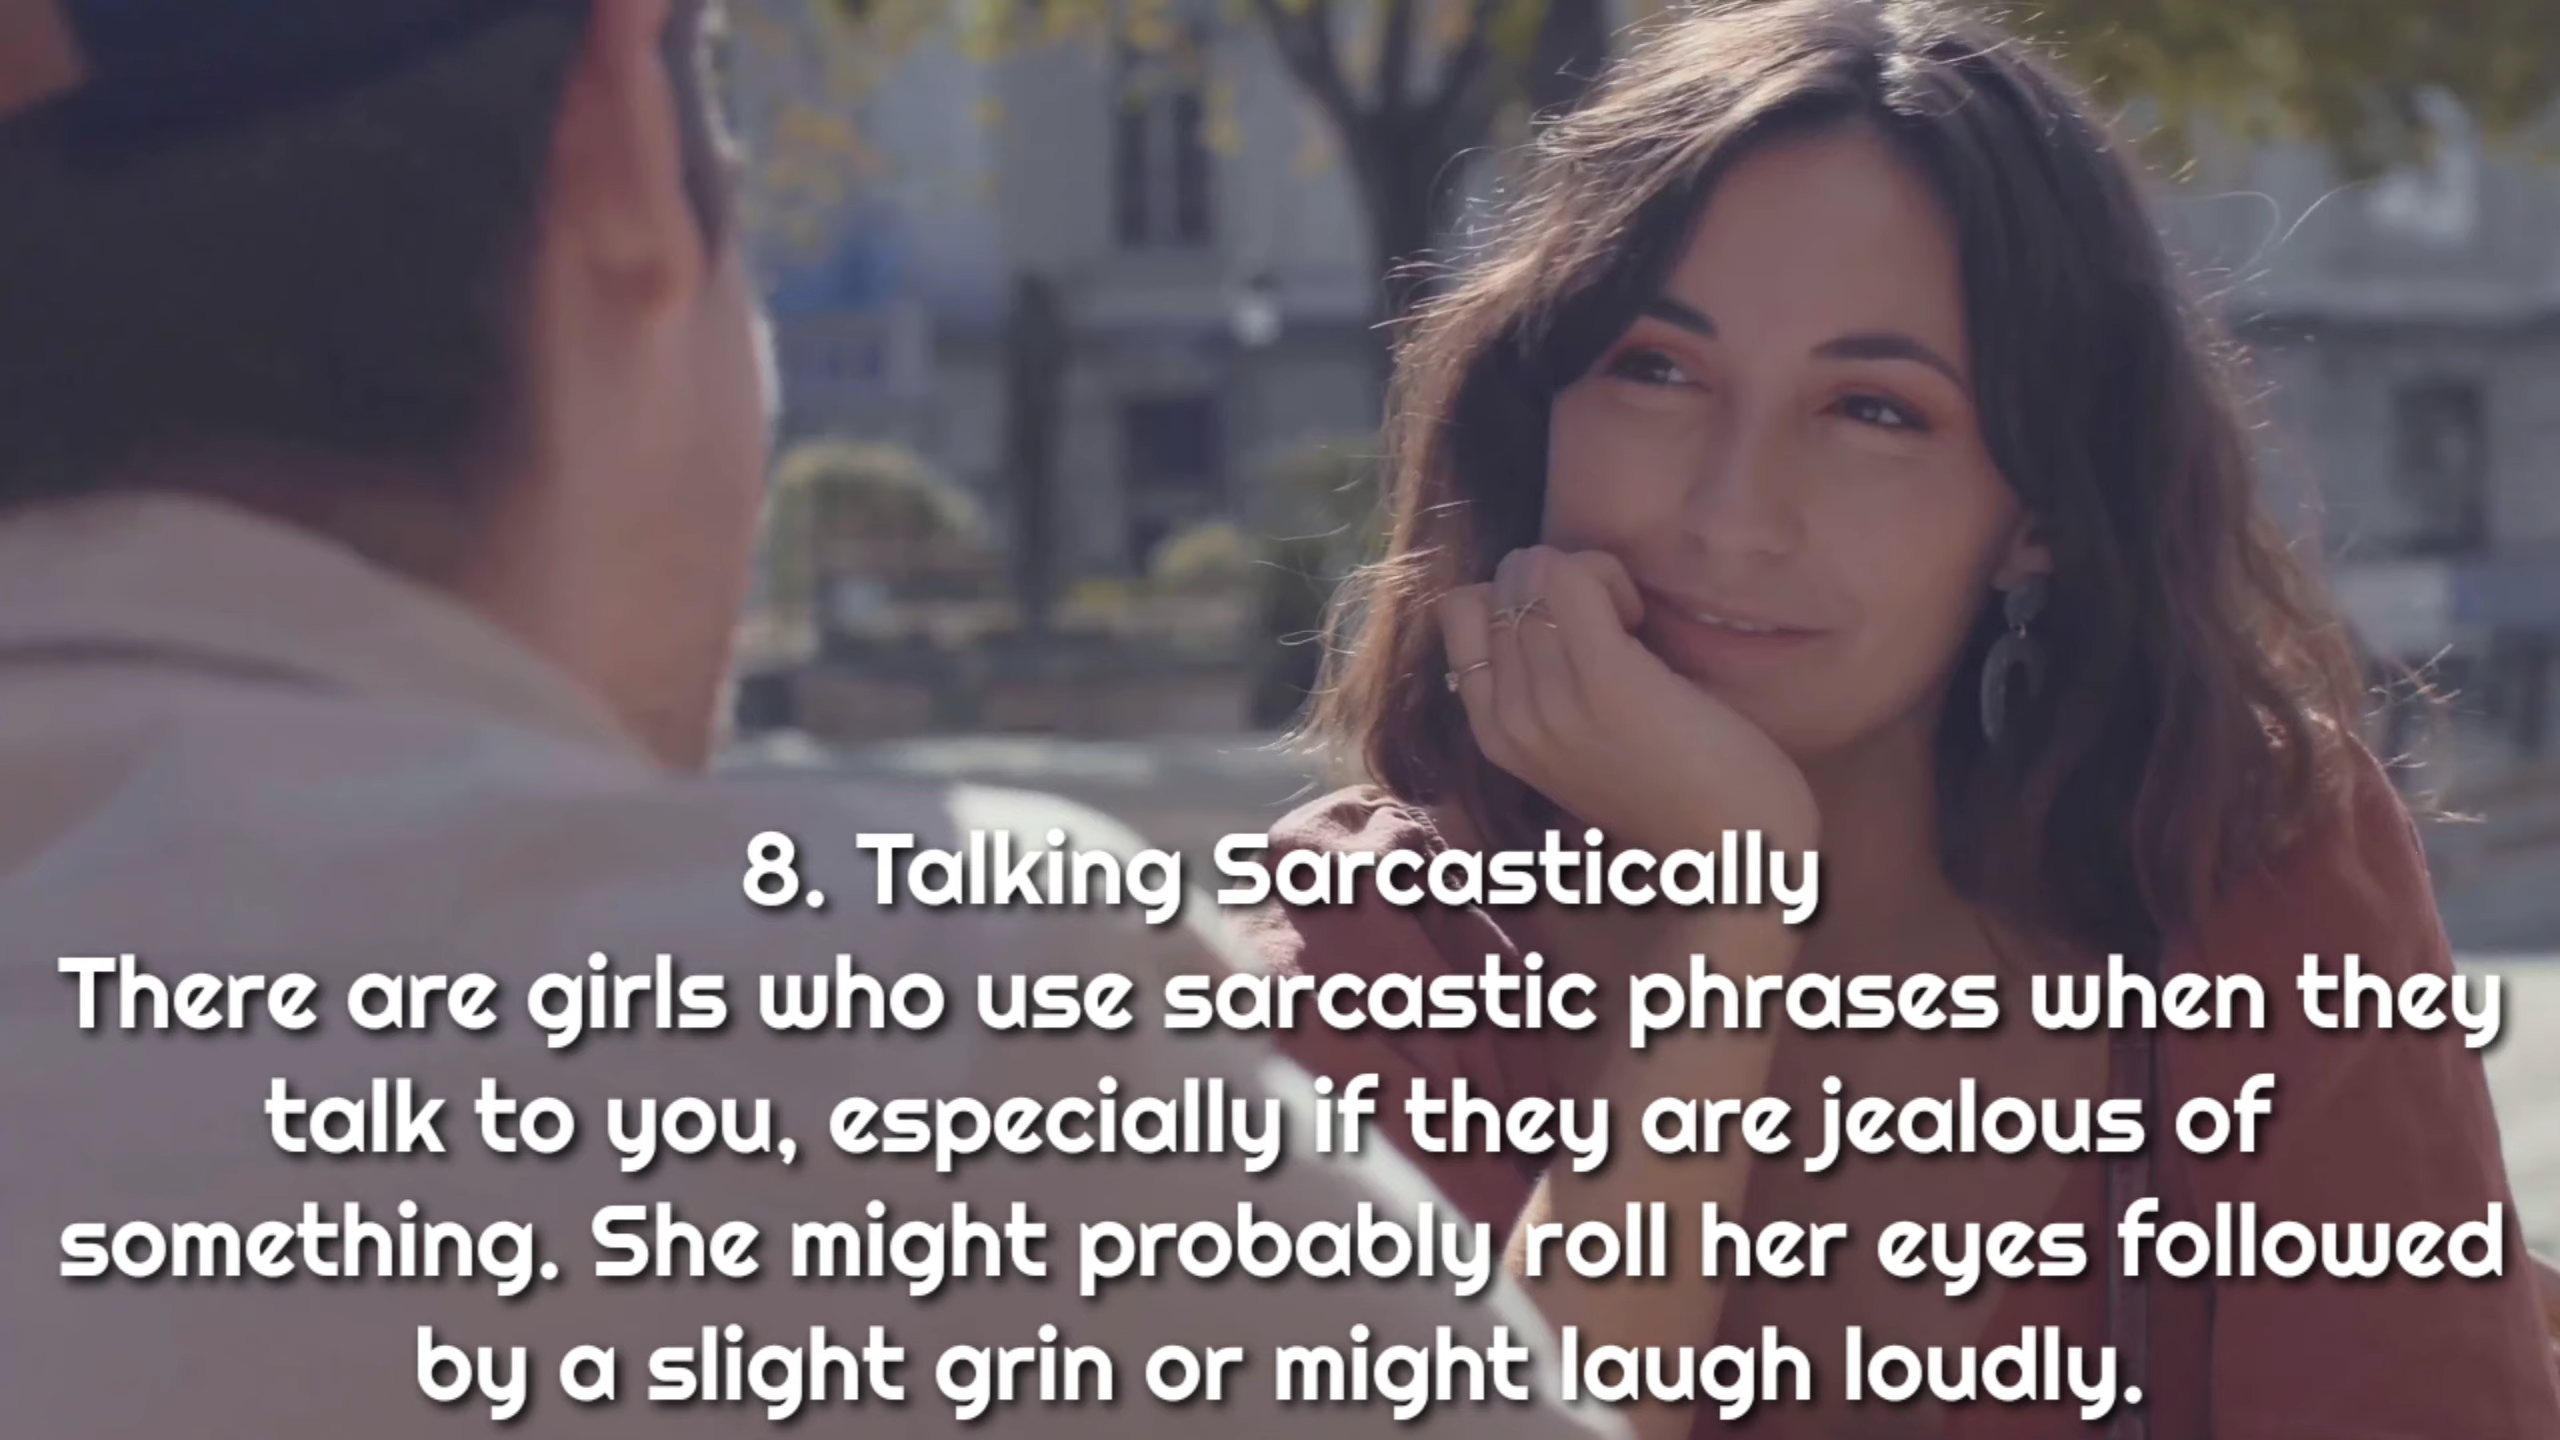 8. Talking Sarcastically
There are girls who use sarcastic phrases when they
talk to you, especially if they are jealous of
something. She might probably roll her eyes followed
by a slight grin or might laugh loudly.